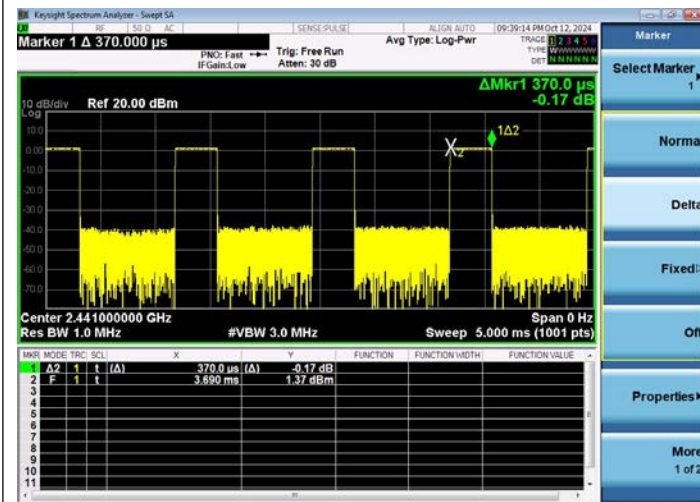 Keysight Spectrum Analyzer - Swept SA
RF 50 Ω AC SENSE:PULSE ALIGN AUTO 09:39:14 PM Oct 12, 2024
Marker 1 Δ 370.000 µs
PNO: Fast Trig: Free Run
IFGain:Low Atten: 30 dB
Avg Type: Log-Pwr
TRACE 1 2 3 4 5 6
TYPE
DET N N N N N N
ΔMkr1 370.0 µs
-0.17 dB
10 dB/div Ref 20.00 dBm
Log
10.0
0.00
-10.0
-20.0
-30.0
-40.0
-50.0
-60.0
-70.0
X2
1Δ2
Center 2.441000000 GHz Span 0 Hz
Res BW 1.0 MHz #VBW 3.0 MHz Sweep 5.000 ms (1001 pts)
MKR MODE TRC SCL X Y FUNCTION FUNCTION WIDTH FUNCTION VALUE
1 Δ2 1 t (Δ) 370.0 µs (Δ) -0.17 dB
2 F 1 t 3.690 ms 1.37 dBm
3
4
5
6
7
8
9
10
11
Marker
Select Marker
1
Norma
Delta
Fixed
Off
Properties
More
1 of 2